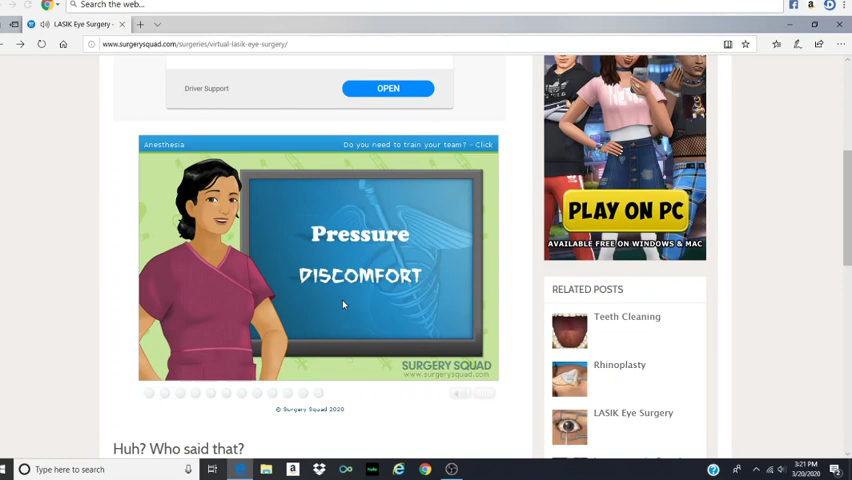 Search the web.
LASIK Eye Surgery -
www.surgerysquad.com/surgeries/virtual-lasik-eye-surgery/
Driver Support
OPEN
Anesthesia
Do you need to train your team? - Click
Pressure
DISCOMFORT
SURGERY SQUAD
www.surgerysquad.com
© Surgery Squad 2020
Huh? Who said that?
PLAY ON PC
AVAILABLE FREE ON WINDOWS & MAC
RELATED POSTS
Teeth Cleaning
Rhinoplasty
LASIK Eye Surgery
Type here to search
3:21 PM
3/20/2020